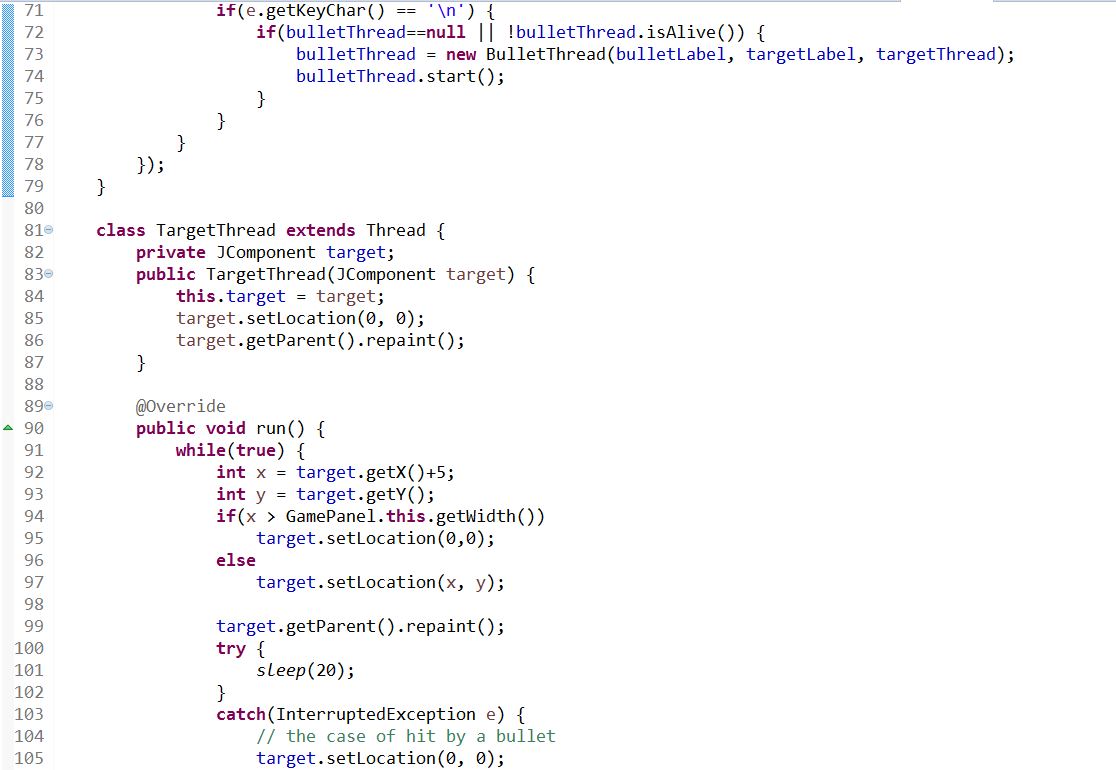 71                if(e.getKeyChar() == '\n') {
72                    if(bulletThread==null || !bulletThread.isAlive()) {
73                        bulletThread = new BulletThread(bulletLabel, targetLabel, targetThread);
74                        bulletThread.start();
75                    }
76                }
77            }
78        });
79    }
80
81    class TargetThread extends Thread {
82        private JComponent target;
83        public TargetThread(JComponent target) {
84            this.target = target;
85            target.setLocation(0, 0);
86            target.getParent().repaint();
87        }
88
89        @Override
90        public void run() {
91            while(true) {
92                int x = target.getX()+5;
93                int y = target.getY();
94                if(x > GamePanel.this.getWidth())
95                    target.setLocation(0,0);
96                else
97                    target.setLocation(x, y);
98
99                target.getParent().repaint();
100                try {
101                    sleep(20);
102                }
103                catch(InterruptedException e) {
104                    // the case of hit by a bullet
105                    target.setLocation(0, 0);